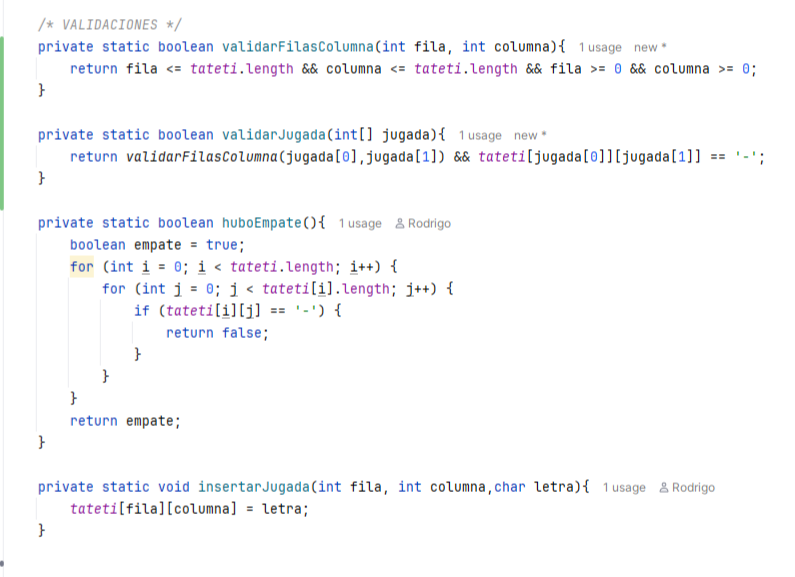 /* VALIDACIONES */
private static boolean validarFilasColumna(int fila, int columna){ 1 usage new *
    return fila <= tateti.length && columna <= tateti.length && fila >= 0 && columna >= 0;
}
private static boolean validarJugada(int[] jugada){ 1 usage new *
    return validarFilasColumna(jugada[0],jugada[1]) && tateti[jugada[0]][jugada[1]] == '-';
}
private static boolean huboEmpate(){ 1 usage Rodrigo
    boolean empate = true;
    for (int i = 0; i < tateti.length; i++) {
        for (int j = 0; j < tateti[i].length; j++) {
            if (tateti[i][j] == '-') {
                return false;
            }
        }
    }
    return empate;
}
private static void insertarJugada(int fila, int columna,char letra){ 1 usage Rodrigo
    tateti[fila][columna] = letra;
}